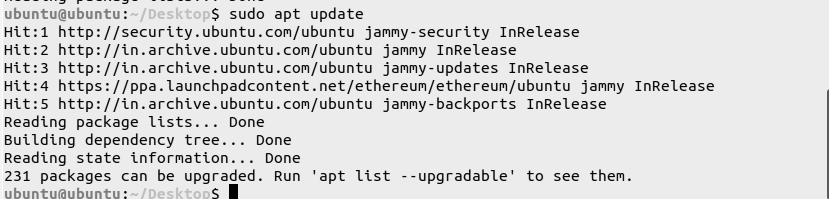 Reading package lists... Done
ubuntu@ubuntu:~/Desktop$ sudo apt update
Hit:1 http://security.ubuntu.com/ubuntu jammy-security InRelease
Hit:2 http://in.archive.ubuntu.com/ubuntu jammy InRelease
Hit:3 http://in.archive.ubuntu.com/ubuntu jammy-updates InRelease
Hit:4 https://ppa.launchpadcontent.net/ethereum/ethereum/ubuntu jammy InRelease
Hit:5 http://in.archive.ubuntu.com/ubuntu jammy-backports InRelease
Reading package lists... Done
Building dependency tree... Done
Reading state information... Done
231 packages can be upgraded. Run 'apt list --upgradable' to see them.
ubuntu@ubuntu:~/Desktop$